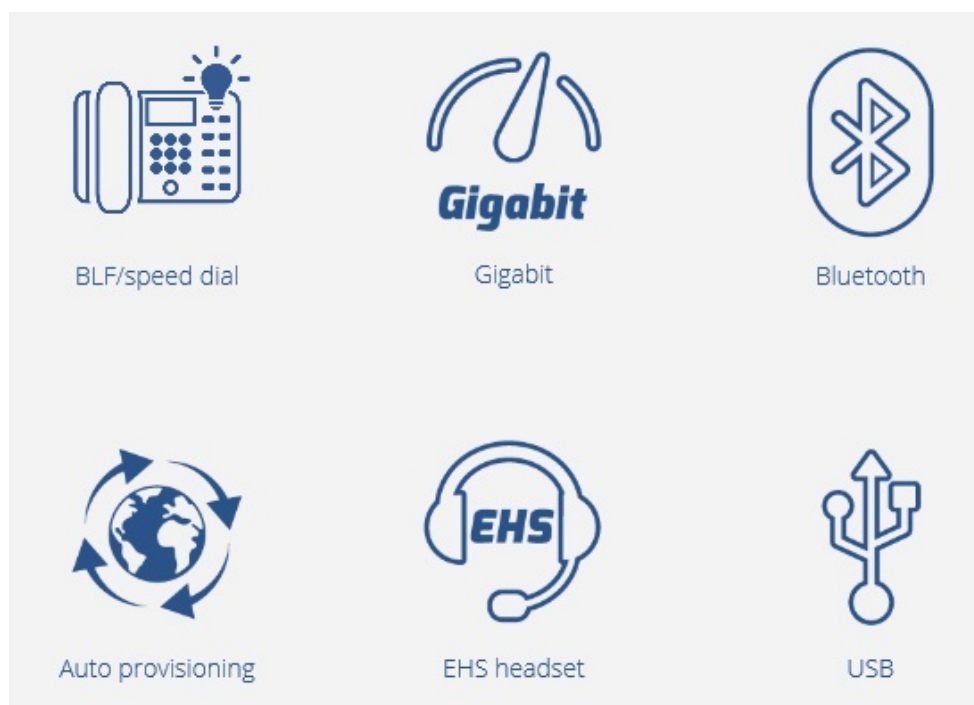 Gigabit
BLF/speed dial
Gigabit
Bluetooth
EHS
Auto provisioning
EHS headset
USB